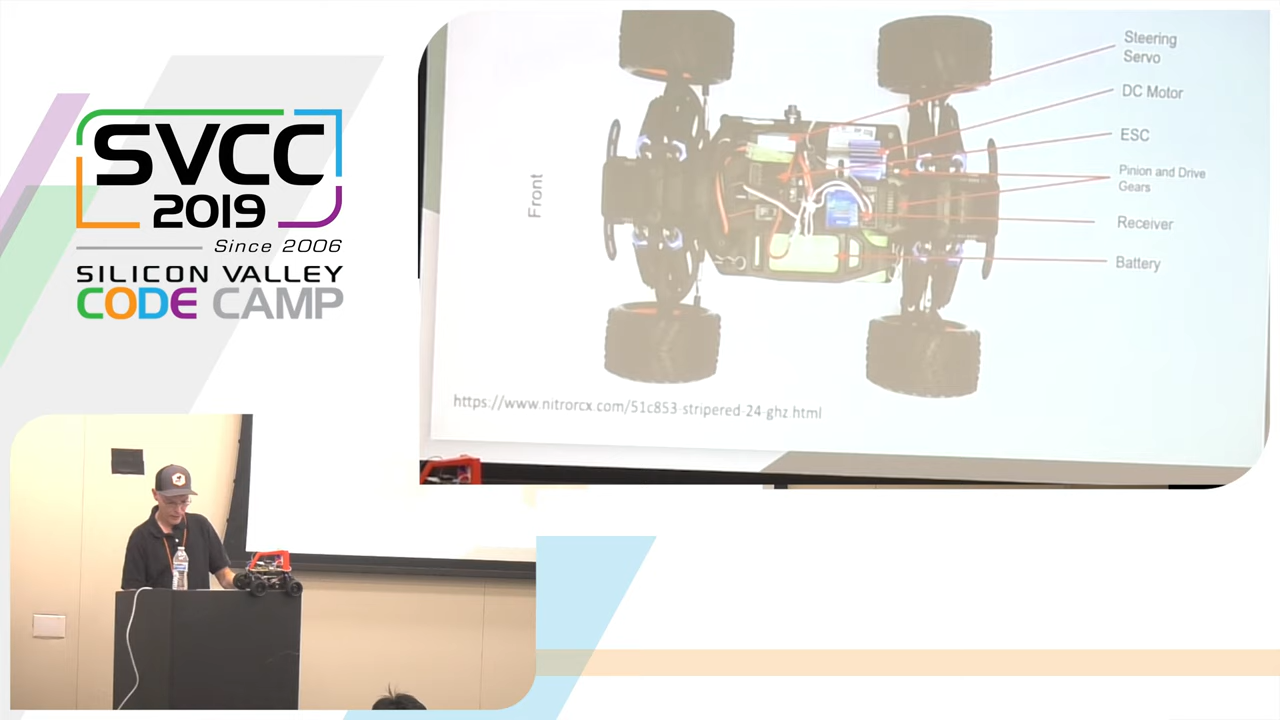 SVCC
2019
Since 2006
SILICON VALLEY
CODE CAMP
Steering
Servo
DC Motor
ESC
Pinion and Drive
Gears
Receiver
Battery
Front
https://www.nitrorcx.com/51c853-stripered-24-ghz.html